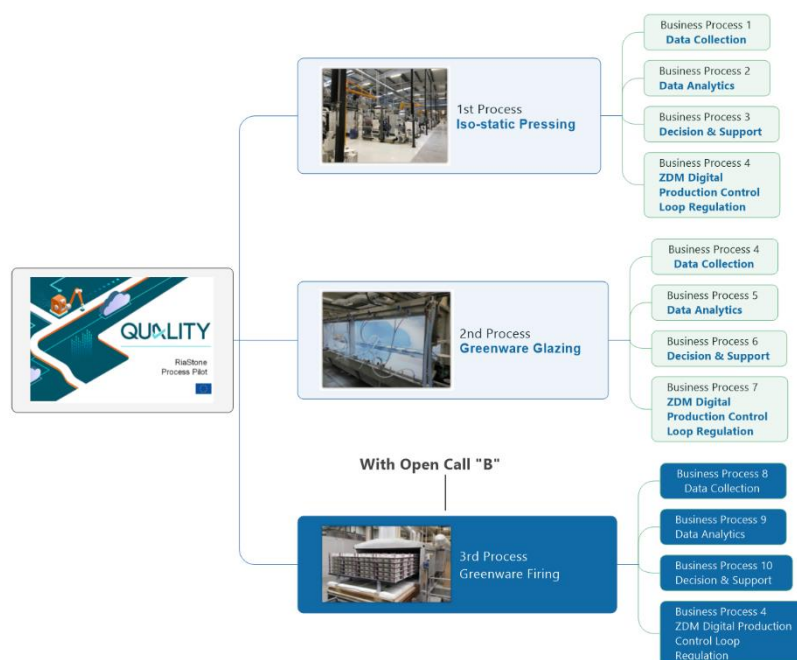 Business Process 1
Data Collection
Business Process 2
Data Analytics
1st Process
Iso-static Pressing
Business Process 3
Decision & Support
Business Process 4
ZDM Digital
Production Control
Loop Regulation
QU LITY
RiaStone
Process Pilot
2nd Process
Greenware Glazing
Business Process 4
Data Collection
Business Process 5
Data Analytics
Business Process 6
Decision & Support
Business Process 7
ZDM Digital
Production Control
Loop Regulation
With Open Call "B"
3rd Process
Greenware Firing
Business Process 8
Data Collection
Business Process 9
Data Analytics
Business Process 10
Decision & Support
Business Process 4
ZDM Digital Production
Control Loop
Regulation